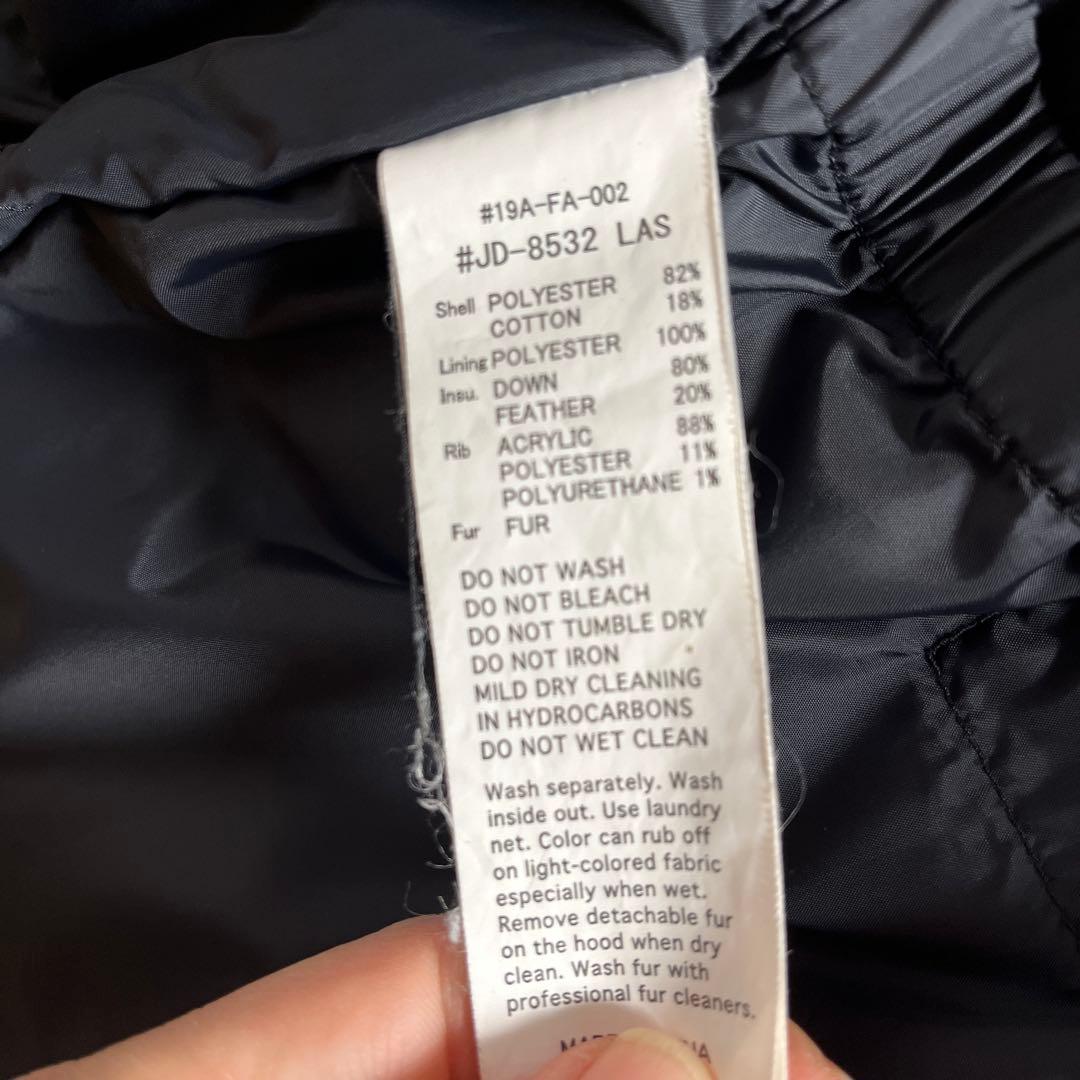 #19A-FA-002
#JD-8532 LAS
Shell POLYESTER 82%
COTTON 18%
Lining POLYESTER 100%
Insu. DOWN 80%
FEATHER 20%
Rib ACRYLIC 88%
POLYESTER 11%
POLYURETHANE 1%
Fur FUR
DO NOT WASH
DO NOT BLEACH
DO NOT TUMBLE DRY
DO NOT IRON
MILD DRY CLEANING
IN HYDROCARBONS
DO NOT WET CLEAN
Wash separately. Wash
inside out. Use laundry
net. Color can rub off
on light-colored fabric
especially when wet.
Remove detachable fur
on the hood when dry
clean. Wash fur with
professional fur cleaners.